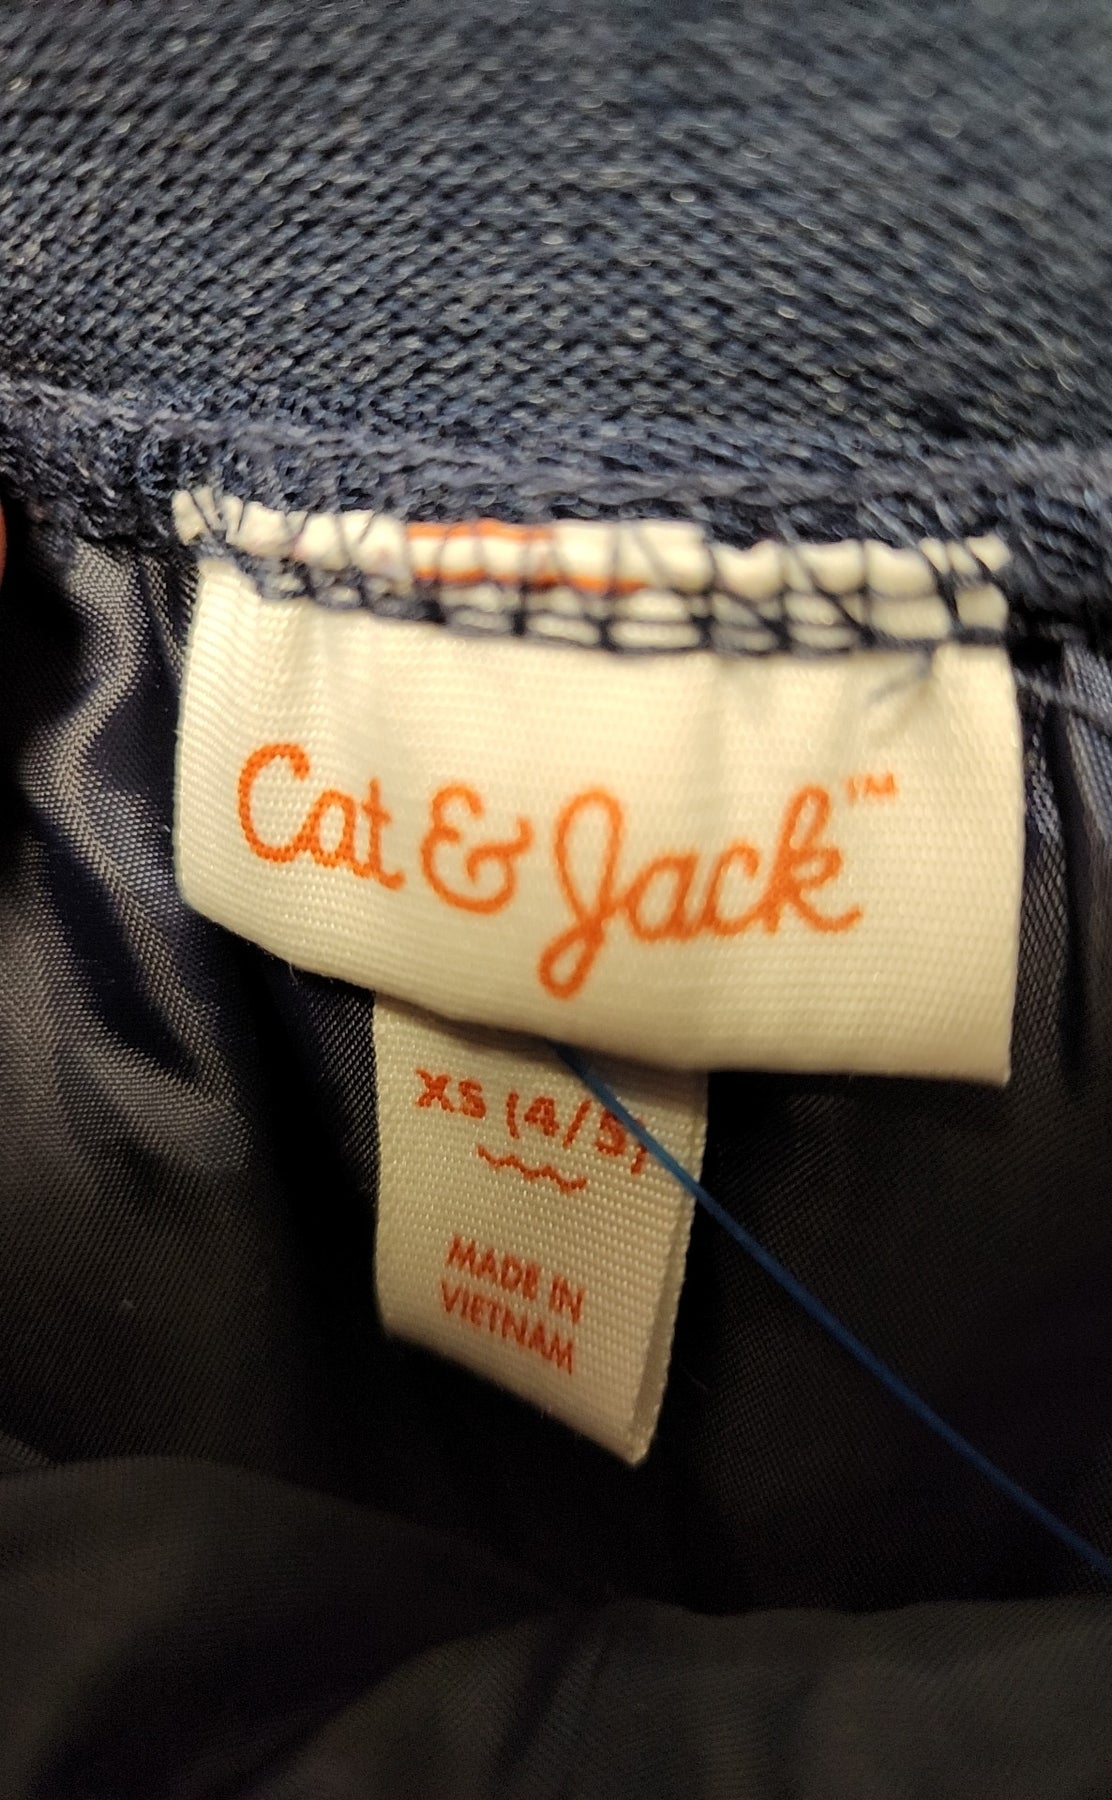 Cat & Jack™
XS (4/5)
MADE IN
VIETNAM